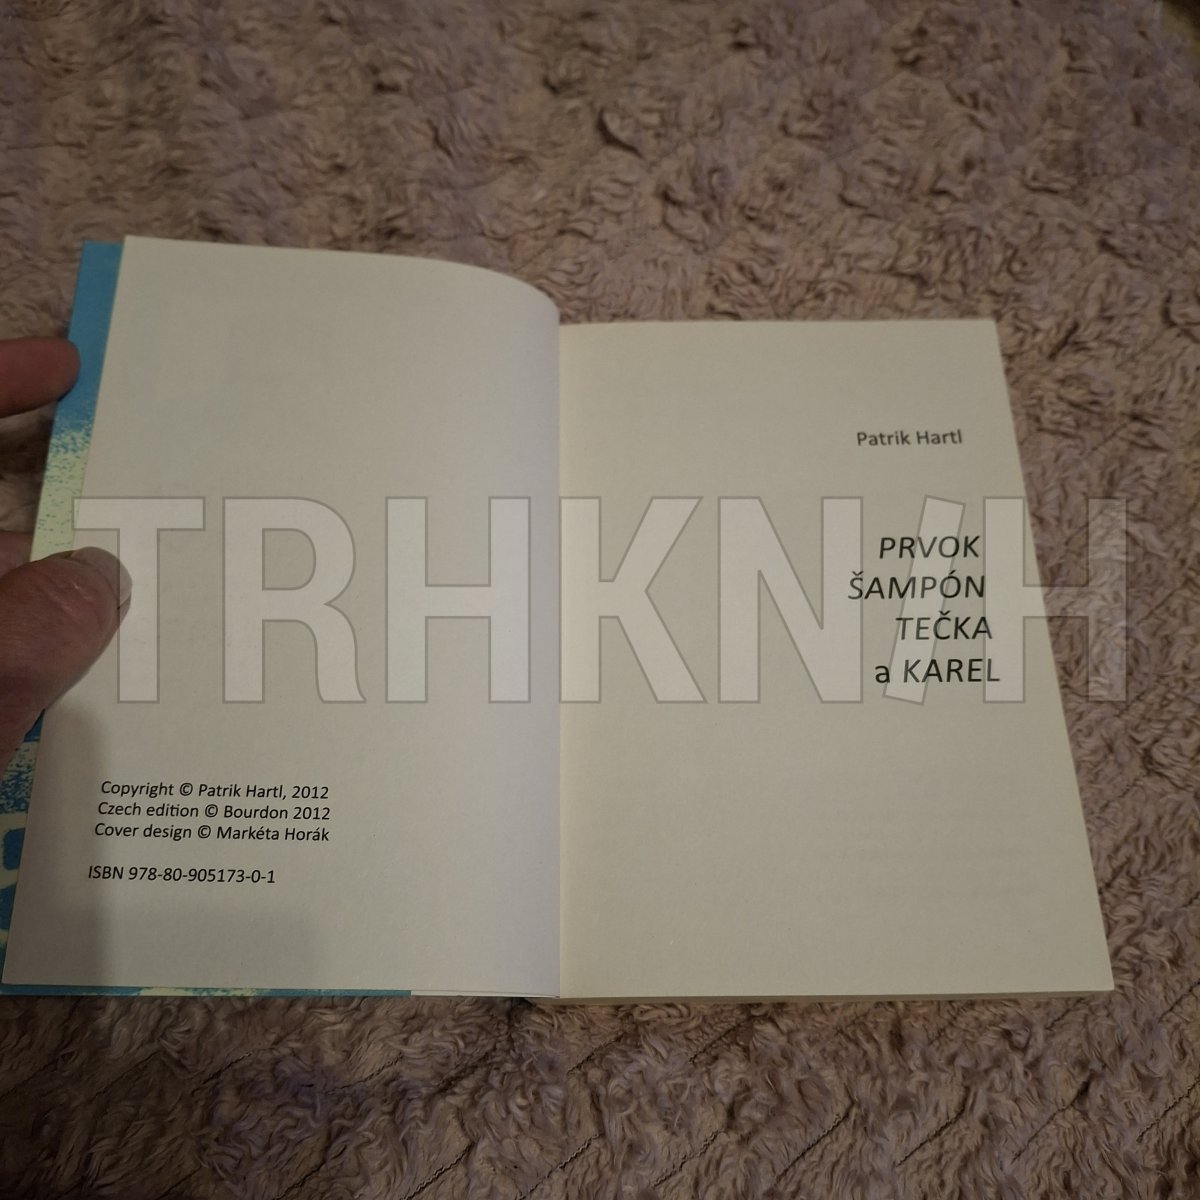 Copyright © Patrik Hartl, 2012
Czech edition © Bourdon 2012
Cover design © Markéta Horák
ISBN 978-80-905173-0-1
Patrik Hartl
PRVOK
ŠAMPÓN
TEČKA
a KAREL
TRHKNIH